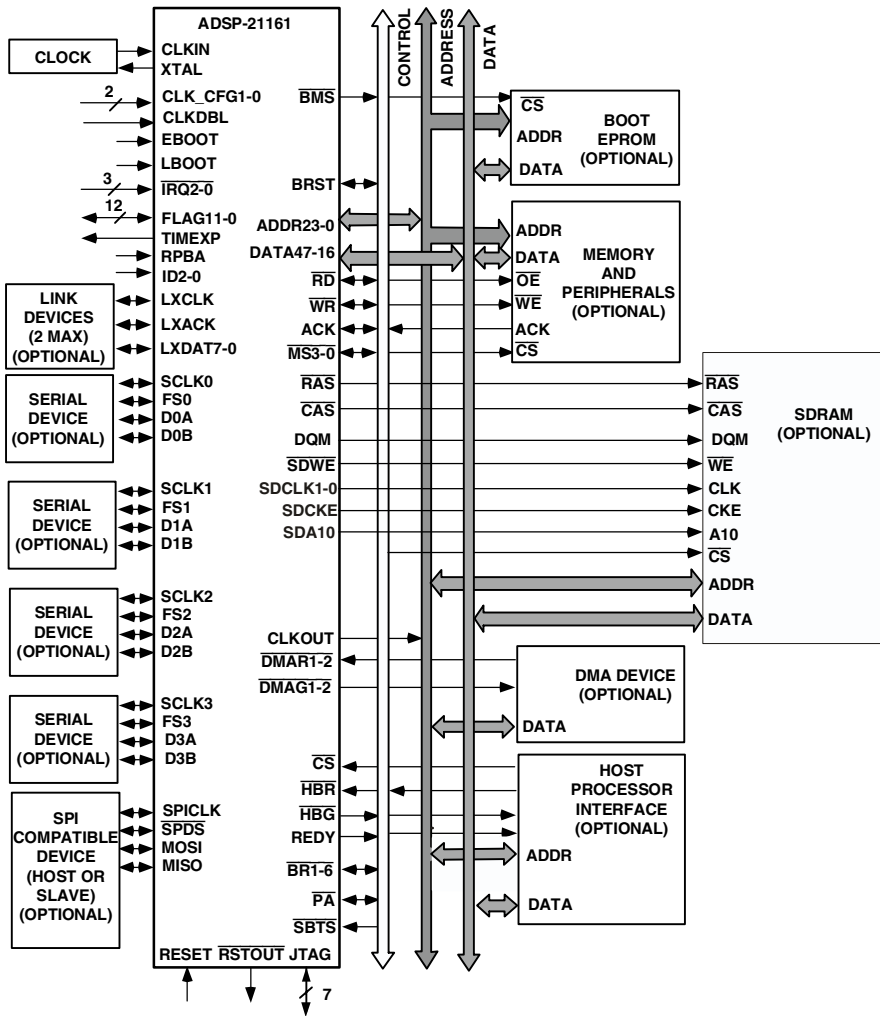 ADSP-21161
CONTROL
ADDRESS
DATA
CLOCK
CLKIN
XTAL
2
CLK_CFG1-0
CLKDBL
EBOOT
LBOOT
3
IRQ2-0
12
FLAG11-0
TIMEXP
RPBA
ID2-0
LINK
DEVICES
(2 MAX)
(OPTIONAL)
LXCLK
LXACK
LXDAT7-0
SERIAL
DEVICE
(OPTIONAL)
SCLK0
FS0
D0A
D0B
SERIAL
DEVICE
(OPTIONAL)
SCLK1
FS1
D1A
D1B
SERIAL
DEVICE
(OPTIONAL)
SCLK2
FS2
D2A
D2B
SERIAL
DEVICE
(OPTIONAL)
SCLK3
FS3
D3A
D3B
SPI
COMPATIBLE
DEVICE
(HOST OR
SLAVE)
(OPTIONAL)
SPICLK
SPDS
MOSI
MISO
RESET RSTOUT JTAG
7
BMS
BRST
ADDR23-0
DATA47-16
RD
WR
ACK
MS3-0
RAS
CAS
DQM
SDWE
SDCLK1-0
SDCKE
SDA10
CLKOUT
DMAR1-2
DMAG1-2
CS
HBR
HBG
REDY
BR1-6
PA
SBTS
CS
ADDR
DATA
BOOT
EPROM
(OPTIONAL)
ADDR
DATA
OE
WE
ACK
CS
MEMORY
AND
PERIPHERALS
(OPTIONAL)
RAS
CAS
DQM
WE
CLK
CKE
A10
CS
ADDR
DATA
SDRAM
(OPTIONAL)
DMA DEVICE
(OPTIONAL)
DATA
HOST
PROCESSOR
INTERFACE
(OPTIONAL)
ADDR
DATA